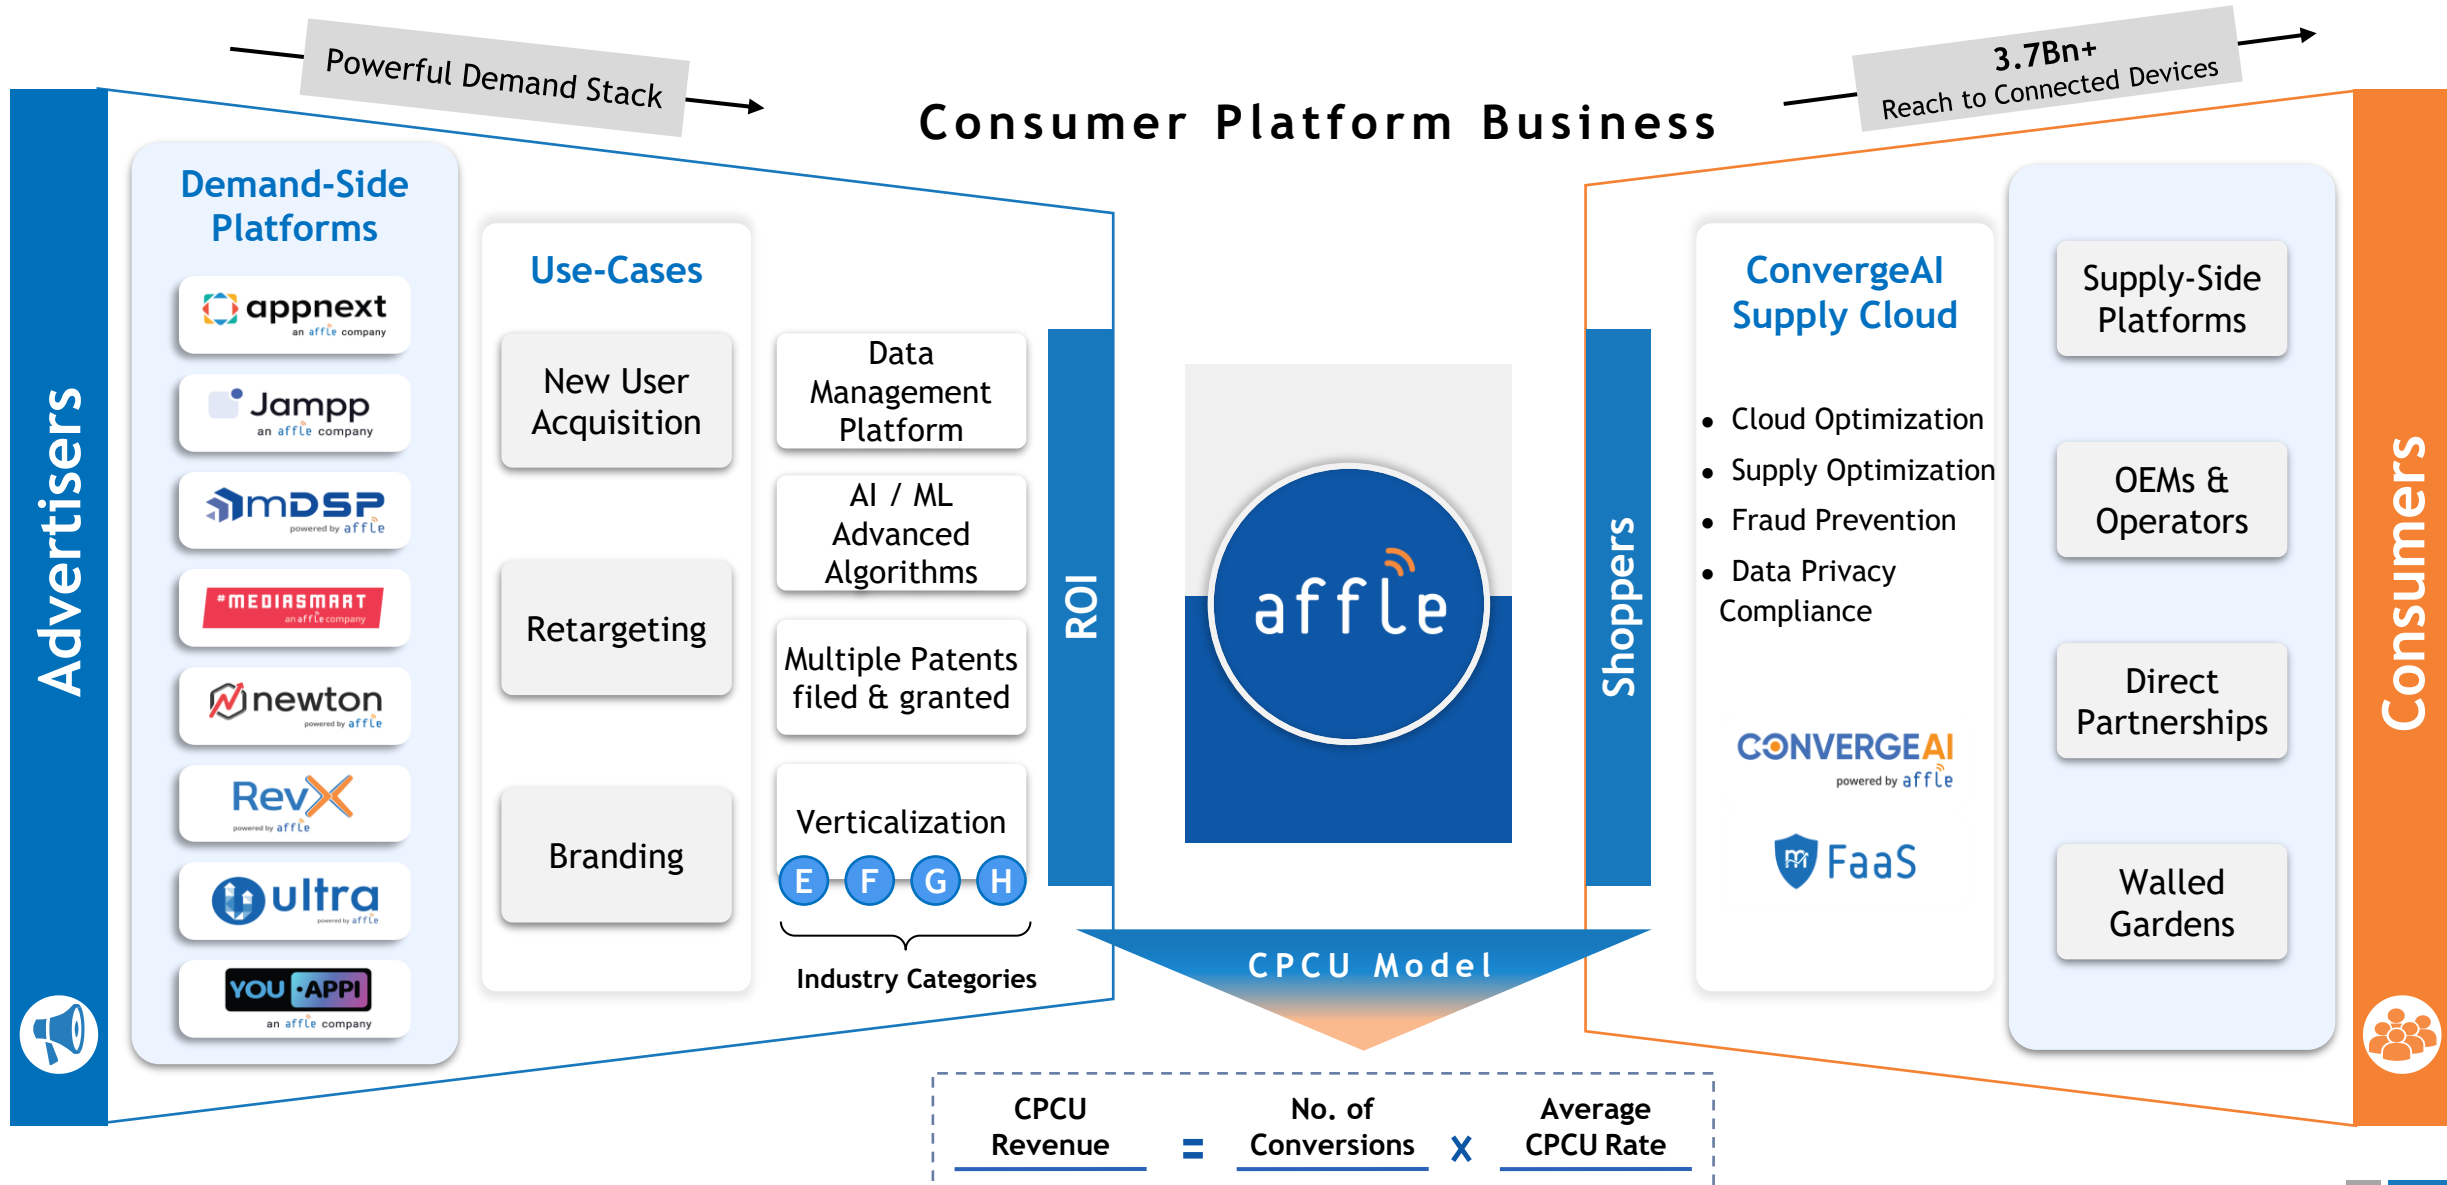 Powerful Demand Stack
3.7Bn+
Reach to Connected Devices
Consumer Platform Business
Advertisers
Demand-Side
Platforms
appnext
an affle company
Jampp
an affle company
mDSP
powered by affle
#MEDIASMART
an affle company
newton
powered by affle
RevX
powered by affle
ultra
powered by affle
YOU·APPI
an affle company
Use-Cases
New User
Acquisition
Retargeting
Branding
Data
Management
Platform
AI / ML
Advanced
Algorithms
Multiple Patents
filed & granted
Verticalization
E F G H
Industry Categories
ROI
affle
Shoppers
ConvergeAI
Supply Cloud
• Cloud Optimization
• Supply Optimization
• Fraud Prevention
• Data Privacy
Compliance
CONVERGEAI
powered by affle
m FaaS
Supply-Side
Platforms
OEMs &
Operators
Direct
Partnerships
Walled
Gardens
Consumers
CPCU Model
CPCU
Revenue
=
No. of
Conversions
x
Average
CPCU Rate